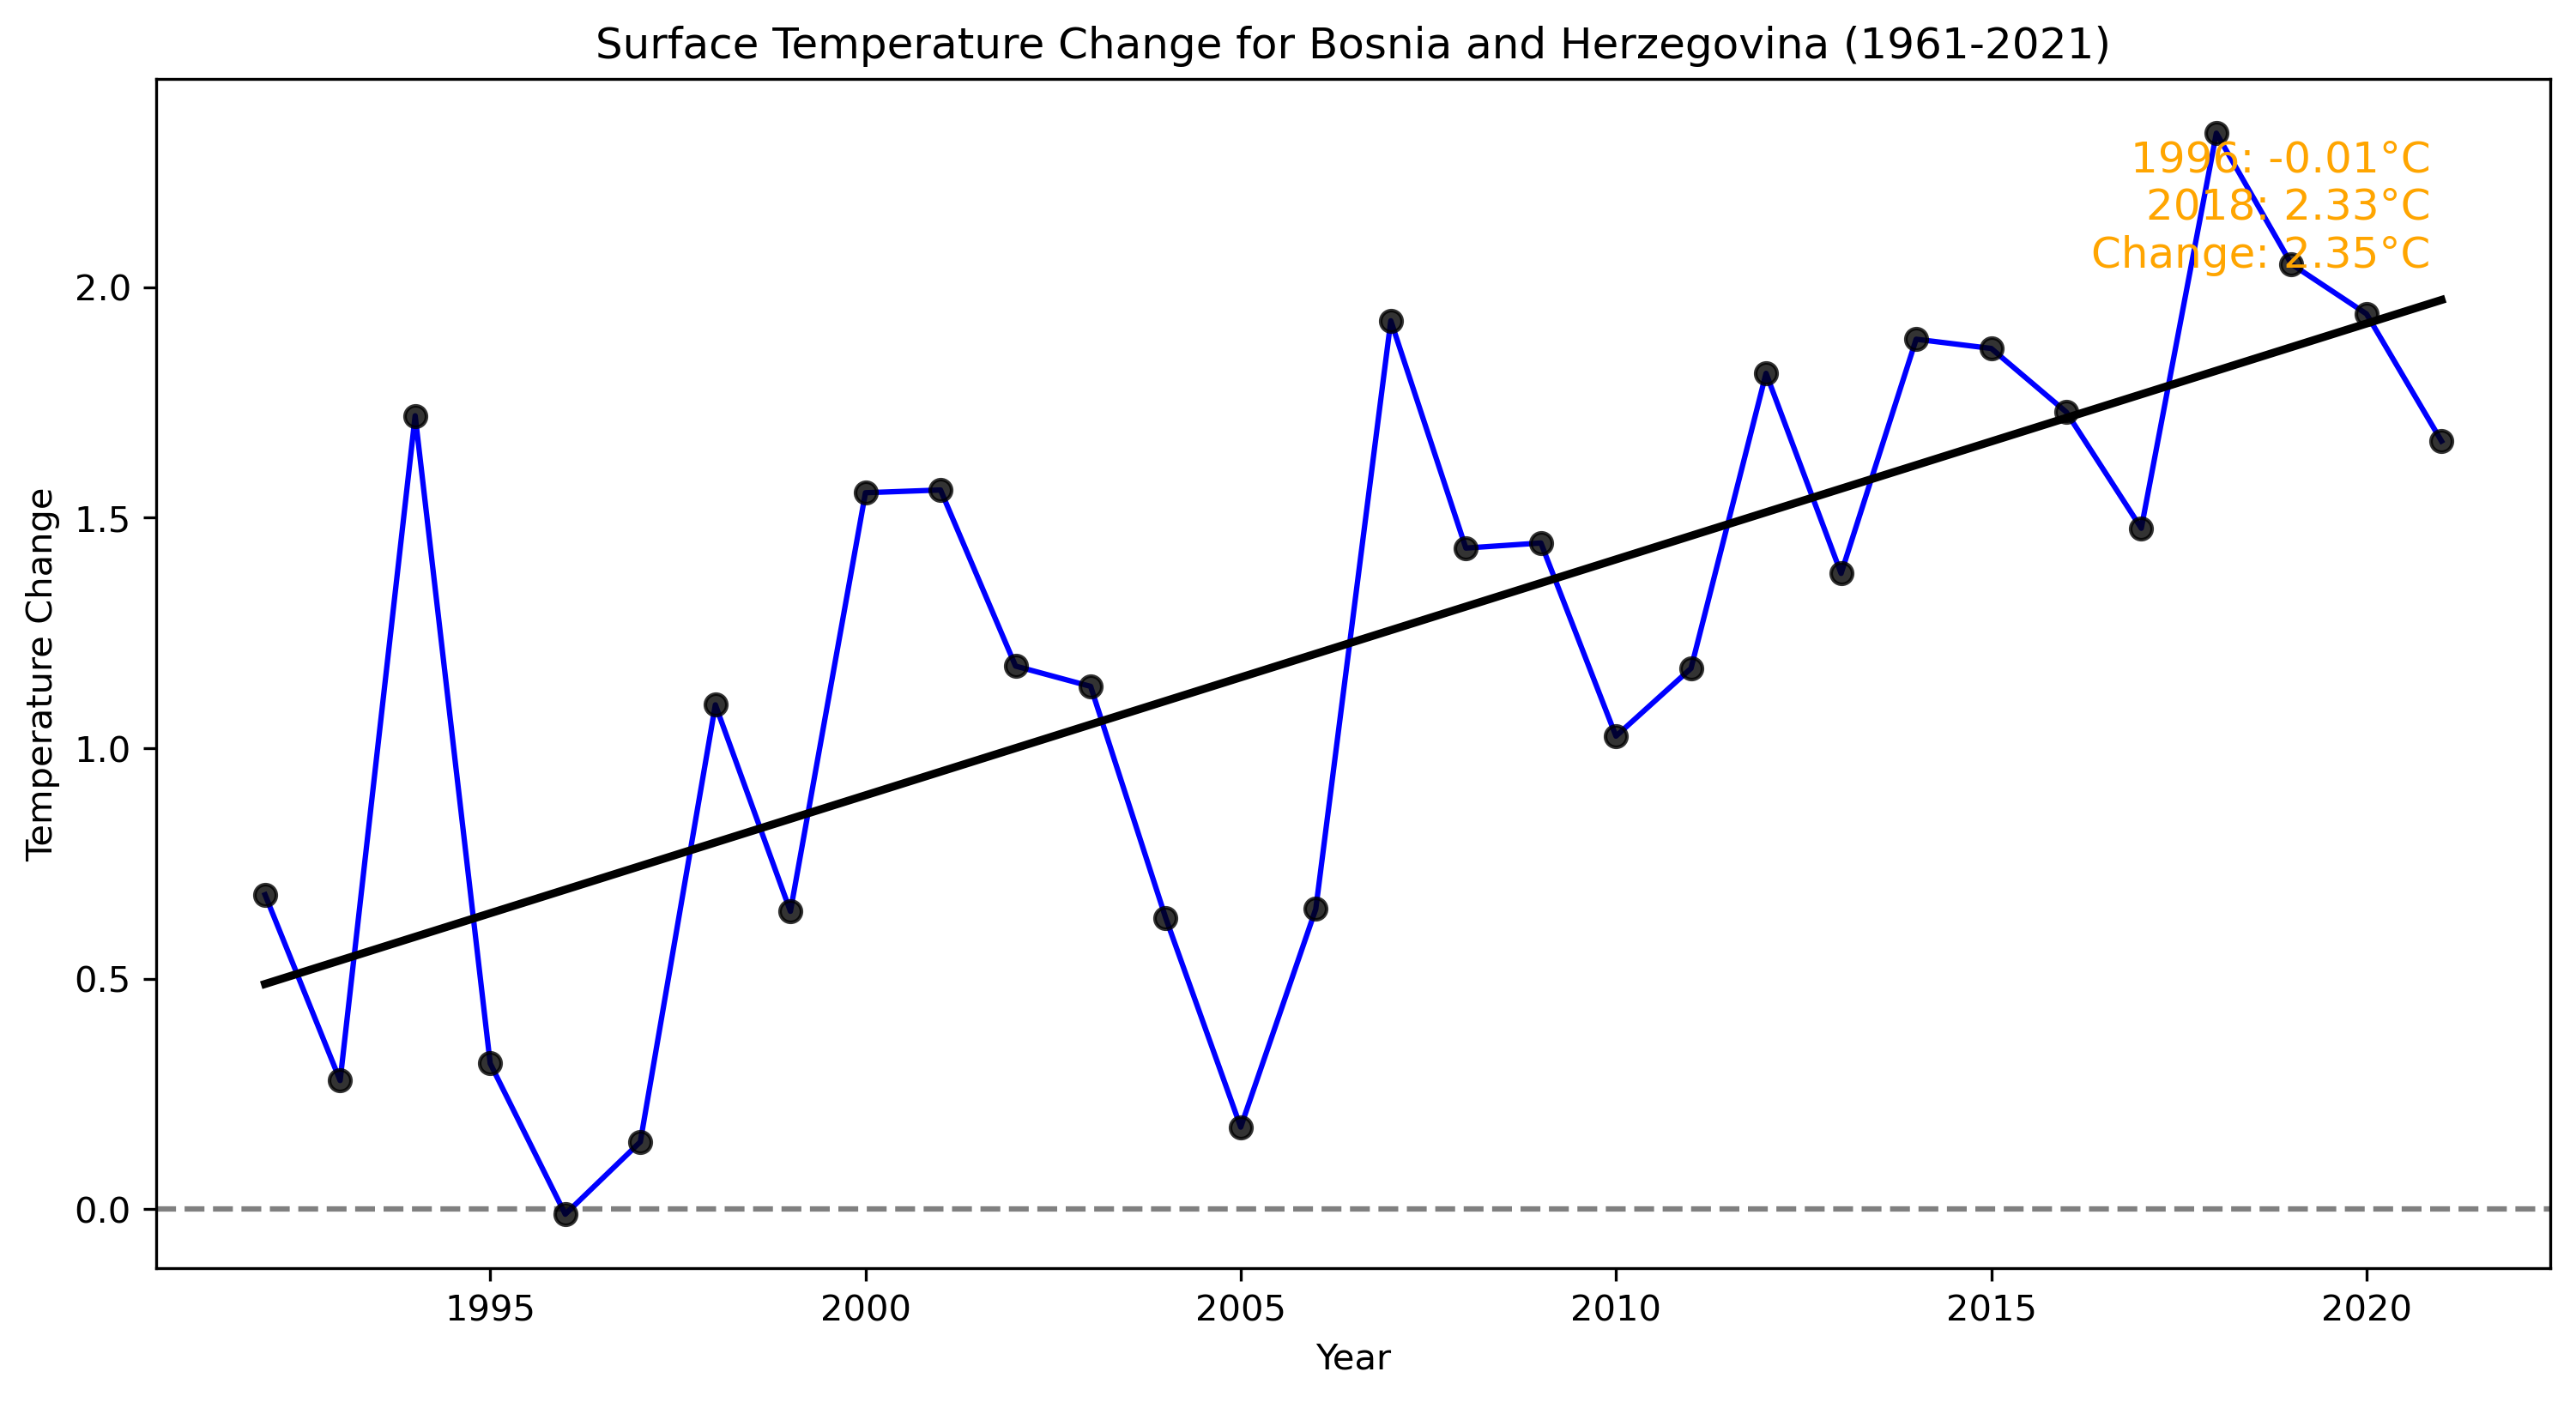 Surface Temperature Change for Bosnia and Herzegovina (1961-2021)
1996: -0.01°C
2018: 2.33°C
Change: 2.35°C
Temperature Change
2.0
1.5
1.0
0.5
0.0
1995 2000 2005 2010 2015 2020
Year